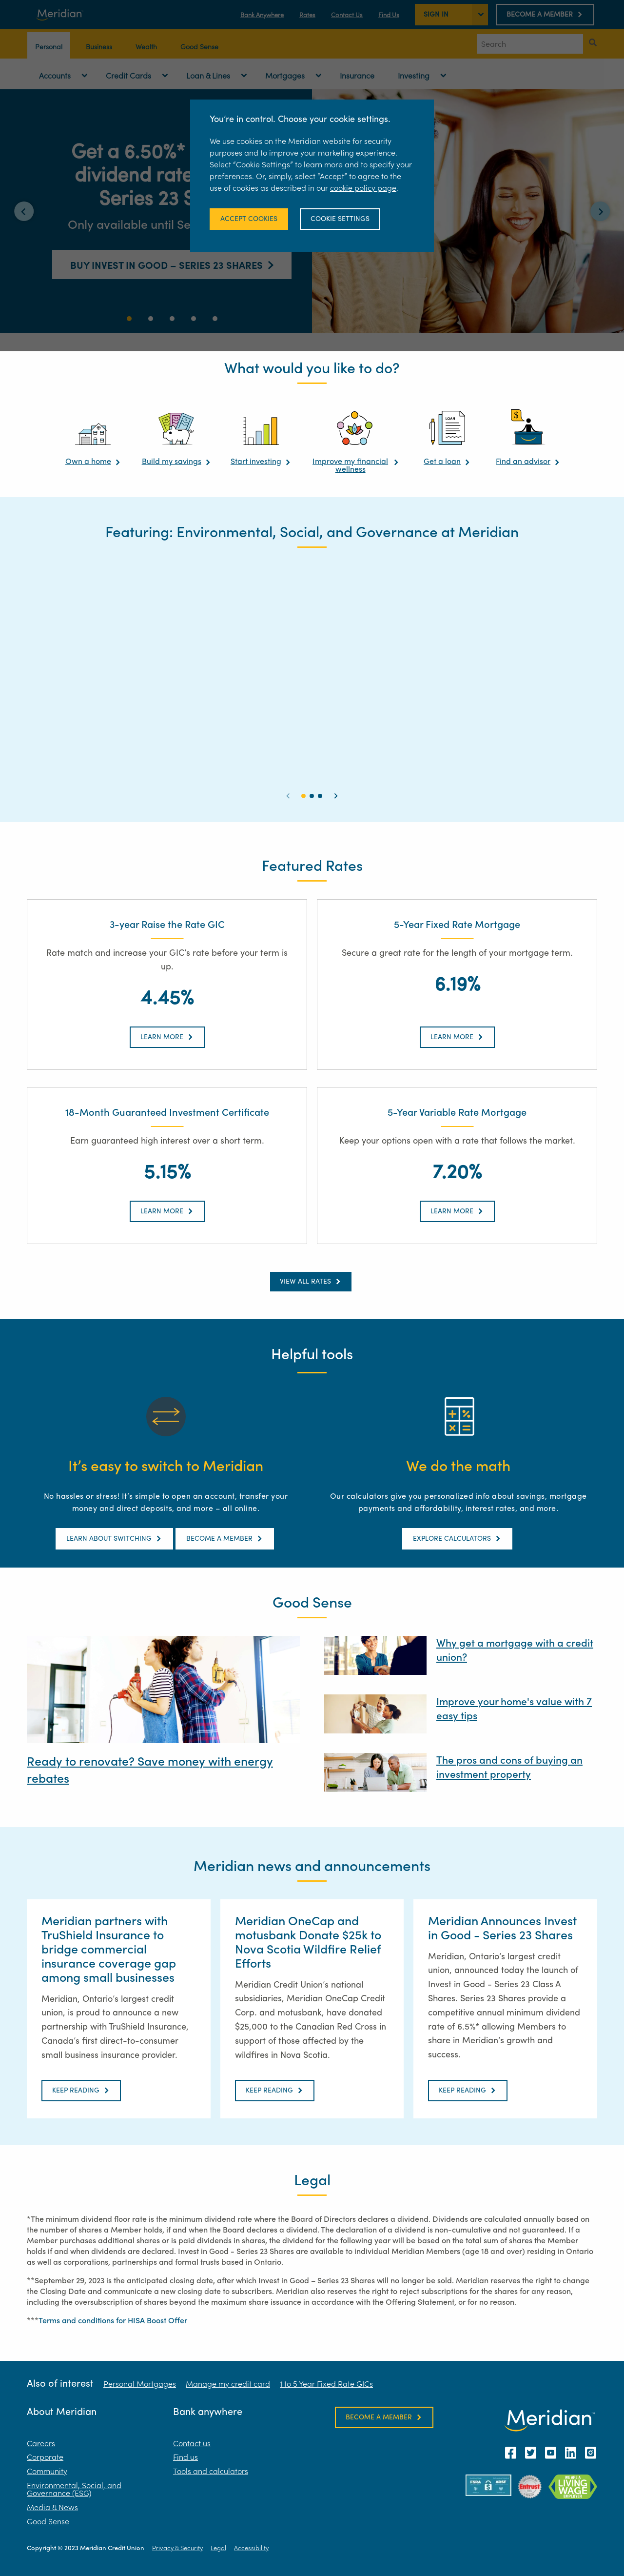 Meridian
Bank Anywhere Rates Contact Us Find Us SIGN IN BECOME A MEMBER
Personal Business Wealth Good Sense Search
Accounts Credit Cards Loan & Lines Mortgages Insurance Investing
Get a 6.50%*
Series 23
Only available until
BUY INVEST IN GOOD – SERIES 23 SHARES
You're in control. Choose your cookie settings.
We use cookies on the Meridian website for security
purposes and to improve your marketing experience.
Select "Cookie Settings" to learn more and to specify your
preferences. Or, simply, select "Accept" to agree to the
use of cookies as described in our cookie policy page.
ACCEPT COOKIES COOKIE SETTINGS
What would you like to do?
LOAN
Own a home Build my savings Start investing Improve my financial Get a loan Find an advisor
wellness
Featuring: Environmental, Social, and Governance at Meridian
Featured Rates
3-year Raise the Rate GIC
Rate match and increase your GIC's rate before your term is
up.
4.45%
LEARN MORE
5-Year Fixed Rate Mortgage
Secure a great rate for the length of your mortgage term.
6.19%
LEARN MORE
18-Month Guaranteed Investment Certificate
Earn guaranteed high interest over a short term.
5.15%
LEARN MORE
5-Year Variable Rate Mortgage
Keep your options open with a rate that follows the market.
7.20%
LEARN MORE
VIEW ALL RATES
Helpful tools
It's easy to switch to Meridian
No hassles or stress! It's simple to open an account, transfer your
money and direct deposits, and more – all online.
LEARN ABOUT SWITCHING BECOME A MEMBER
We do the math
Our calculators give you personalized info about savings, mortgage
payments and affordability, interest rates, and more.
EXPLORE CALCULATORS
Good Sense
Ready to renovate? Save money with energy
rebates
Why get a mortgage with a credit
union?
Improve your home's value with 7
easy tips
The pros and cons of buying an
investment property
Meridian news and announcements
Meridian partners with
TruShield Insurance to
bridge commercial
insurance coverage gap
among small businesses
Meridian, Ontario's largest credit
union, is proud to announce a new
partnership with TruShield Insurance,
Canada's first direct-to-consumer
small business insurance provider.
KEEP READING
Meridian OneCap and
motusbank Donate $25k to
Nova Scotia Wildfire Relief
Efforts
Meridian Credit Union's national
subsidiaries, Meridian OneCap Credit
Corp. and motusbank, have donated
$25,000 to the Canadian Red Cross in
support of those affected by the
wildfires in Nova Scotia.
KEEP READING
Meridian Announces Invest
in Good - Series 23 Shares
Meridian, Ontario's largest credit
union, announced today the launch of
Invest in Good - Series 23 Class A
Shares. Series 23 Shares provide a
competitive annual minimum dividend
rate of 6.5%* allowing Members to
share in Meridian's growth and
success.
KEEP READING
Legal
*The minimum dividend floor rate is the minimum dividend rate where the Board of Directors declares a dividend. Dividends are calculated annually based on
the number of shares a Member holds, if and when the Board declares a dividend. The declaration of a dividend is non-cumulative and not guaranteed. If a
Member purchases additional shares or is paid dividends in shares, the dividend for the following year will be based on the total sum of shares the Member
holds if and when dividends are declared. Invest in Good - Series 23 Shares are available to individual Meridian Members (age 18 and over) residing in Ontario
as well as corporations, partnerships and formal trusts based in Ontario.
**September 29, 2023 is the anticipated closing date, after which Invest in Good – Series 23 Shares will no longer be sold. Meridian reserves the right to change
the Closing Date and communicate a new closing date to subscribers. Meridian also reserves the right to reject subscriptions for the shares for any reason,
including the oversubscription of shares beyond the maximum share issuance in accordance with the Offering Statement, or for no reason.
***Terms and conditions for HISA Boost Offer
Also of interest Personal Mortgages Manage my credit card 1 to 5 Year Fixed Rate GICs
About Meridian
Careers
Corporate
Community
Environmental, Social, and
Governance (ESG)
Media & News
Good Sense
Bank anywhere
Contact us
Find us
Tools and calculators
BECOME A MEMBER
Meridian
FSRA ARSF
Entrust
LIVING
WAGE
Copyright © 2023 Meridian Credit Union Privacy & Security Legal Accessibility